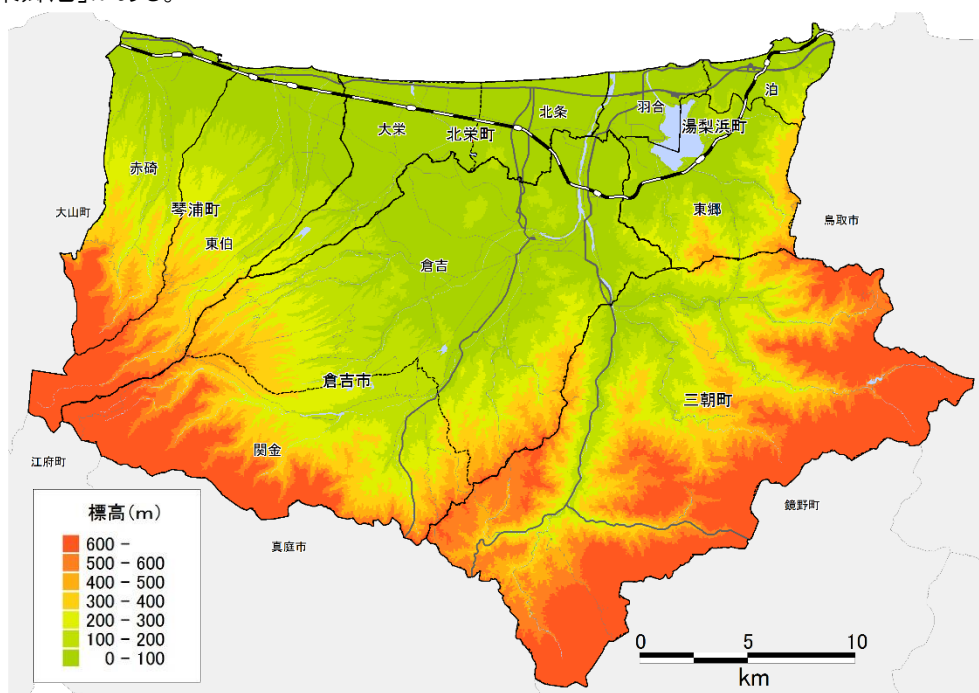 泊
羽合
北条
湯梨浜町
大栄
北栄町
赤碕
大山町
琴浦町
東郷
鳥取市
東伯
倉吉
倉吉市
三朝町
関金
江府町
鏡野町
真庭市
標高(m)
600 -
500 - 600
400 - 500
300 - 400
200 - 300
100 - 200
0 - 100
0 5 10
km